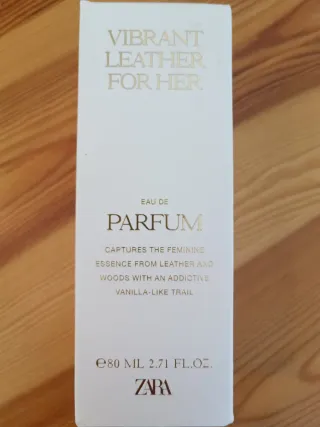 VIBRANT
LEATHER
FOR HER
EAU DE
PARFUM
CAPTURES THE FEMININE
ESSENCE FROM LEATHER AND
WOODS WITH AN ADDICTIVE
VANILLA-LIKE TRAIL
℮80 ML 2.71 FL.OZ.
ZARA